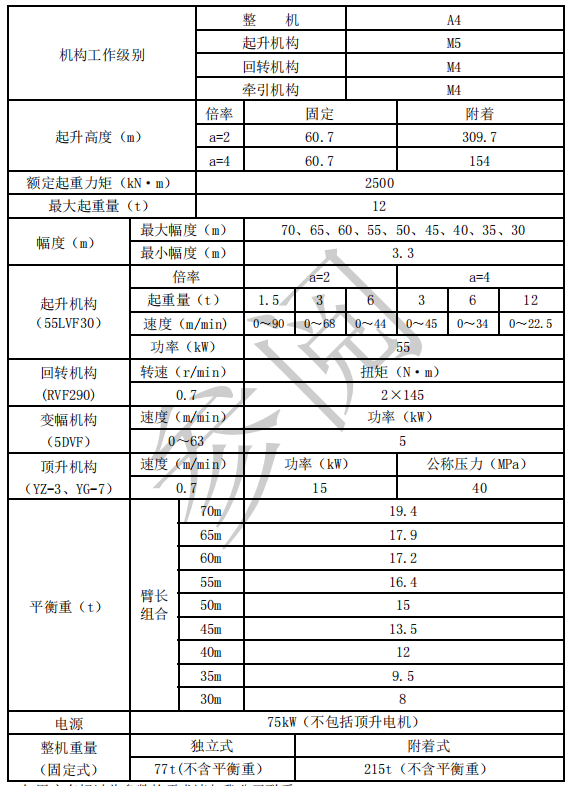 机构工作级别
整 机 A4
起升机构 M5
回转机构 M4
牵引机构 M4
起升高度（m）
倍率 固定 附着
a=2 60.7 309.7
a=4 60.7 154
额定起重力矩（kN·m） 2500
最大起重量（t） 12
幅度（m）
最大幅度（m） 70、65、60、55、50、45、40、35、30
最小幅度（m） 3.3
起升机构
（55LVF30）
倍率 a=2 a=4
起重量（t） 1.5 3 6 3 6 12
速度（m/min) 0～90 0～68 0～44 0～45 0～34 0～22.5
功率（kW） 55
回转机构
(RVF290)
转速（r/min） 扭矩（N·m）
0.7 2×145
变幅机构
（5DVF）
速度（m/min） 功率（kW）
0～63 5
顶升机构
（YZ-3、YG-7）
速度（m/min） 功率（kW） 公称压力（MPa）
0.7 15 40
平衡重（t）
臂长
组合
70m 19.4
65m 17.9
60m 17.2
55m 16.4
50m 15
45m 13.5
40m 12
35m 9.5
30m 8
电源 75kW（不包括顶升电机）
整机重量
（固定式）
独立式 附着式
77t(不含平衡重） 215t（不含平衡重）
参阅